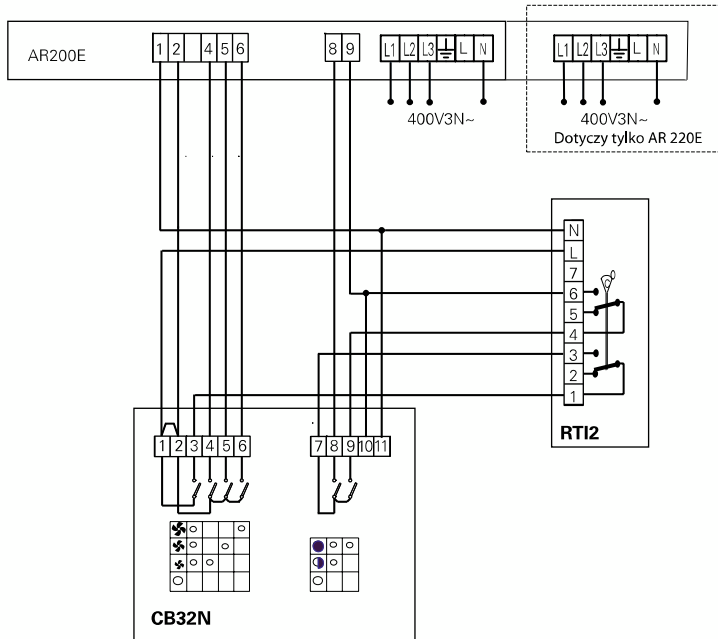 AR200E
1 2 4 5 6
8 9
L1 L2 L3 L N
L1 L2 L3 L N
400V3N~
400V3N~
Dotyczy tylko AR 220E
N
L
7
6
5
4
3
2
1
RTI2
1 2 3 4 5 6
7 8 9 10 11
CB32N